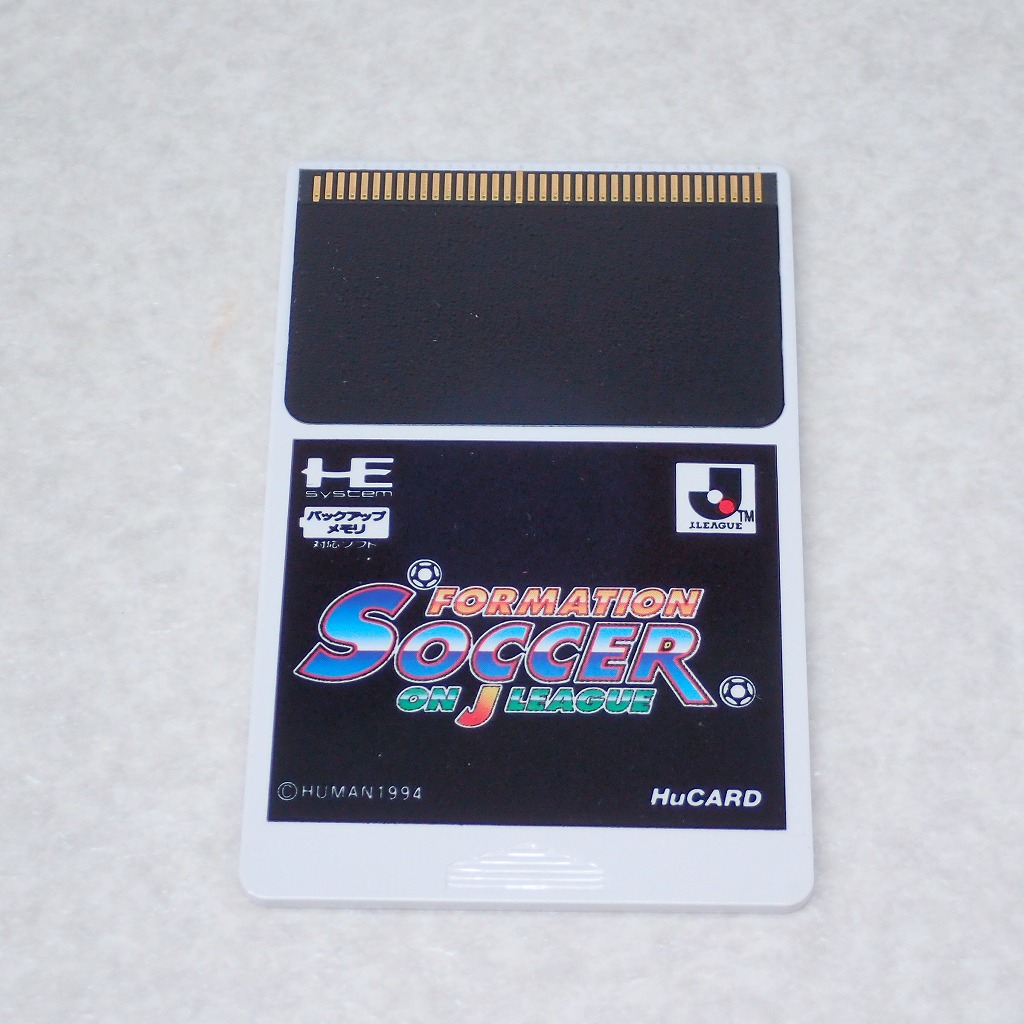 HE
system
バックアップ
メモリ
対応ソフト
J.LEAGUE
TM
FORMATION
SOCCER
ON J LEAGUE
©HUMAN1994
HuCARD